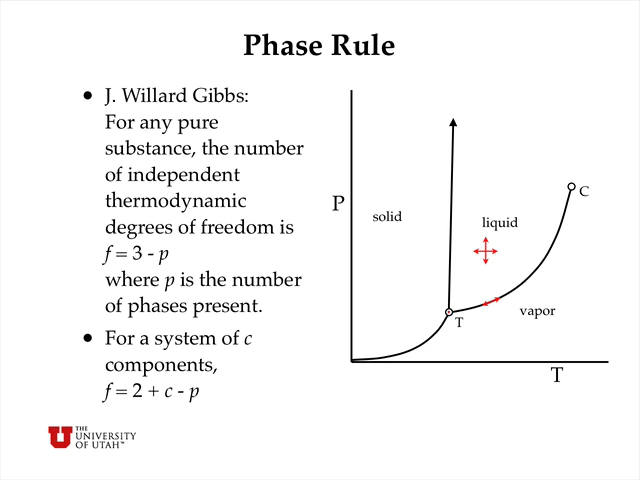 Phase Rule
• J. Willard Gibbs:
For any pure
substance, the number
of independent
thermodynamic
degrees of freedom is
f = 3 - p
where p is the number
of phases present.
• For a system of c
components,
f = 2 + c - p
P
solid
liquid
C
T
vapor
T
THE
UNIVERSITY
OF UTAH™